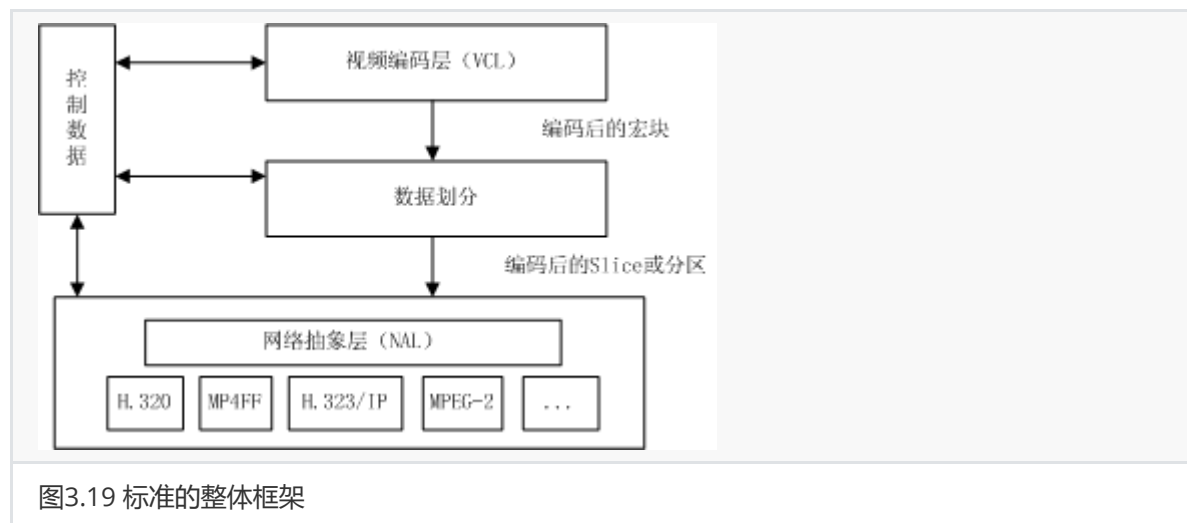 视频编码层（VCL）
控
制
数
据
编码后的宏块
数据划分
编码后的Slice或分区
网络抽象层（NAL）
H.320
MP4FF
H.323/IP
MPEG-2
...
图3.19 标准的整体框架